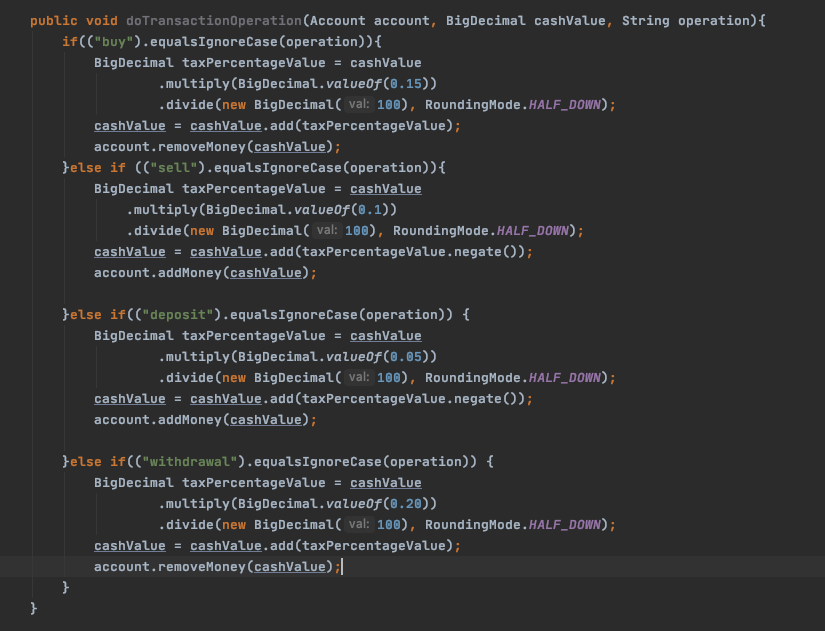 public void doTransactionOperation(Account account, BigDecimal cashValue, String operation){
if(("buy").equalsIgnoreCase(operation)){
BigDecimal taxPercentageValue = cashValue
.multiply(BigDecimal.valueOf(0.15))
.divide(new BigDecimal( val: 100), RoundingMode.HALF_DOWN);
cashValue = cashValue.add(taxPercentageValue);
account.removeMoney(cashValue);
}else if (("sell").equalsIgnoreCase(operation)){
BigDecimal taxPercentageValue = cashValue
.multiply(BigDecimal.valueOf(0.1))
.divide(new BigDecimal( val: 100), RoundingMode.HALF_DOWN);
cashValue = cashValue.add(taxPercentageValue.negate());
account.addMoney(cashValue);
}else if(("deposit").equalsIgnoreCase(operation)) {
BigDecimal taxPercentageValue = cashValue
.multiply(BigDecimal.valueOf(0.05))
.divide(new BigDecimal( val: 100), RoundingMode.HALF_DOWN);
cashValue = cashValue.add(taxPercentageValue.negate());
account.addMoney(cashValue);
}else if(("withdrawal").equalsIgnoreCase(operation)) {
BigDecimal taxPercentageValue = cashValue
.multiply(BigDecimal.valueOf(0.20))
.divide(new BigDecimal( val: 100), RoundingMode.HALF_DOWN);
cashValue = cashValue.add(taxPercentageValue);
account.removeMoney(cashValue);
}
}